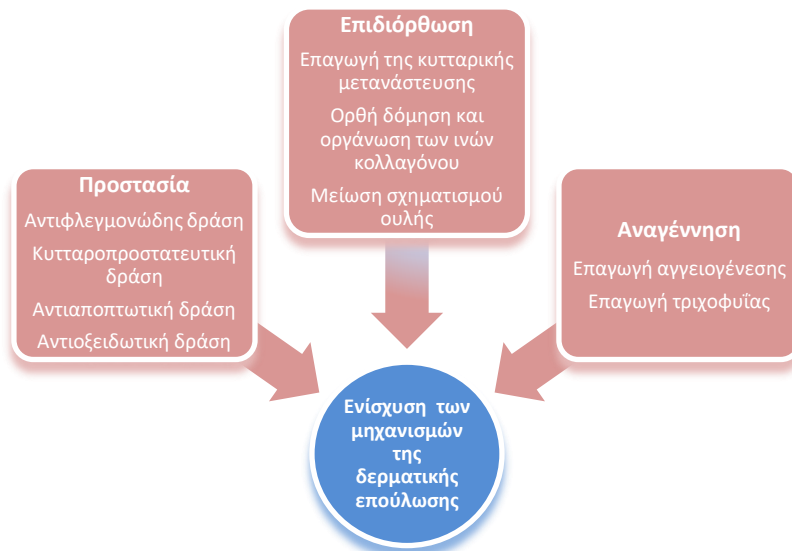 Προστασία
Αντιφλεγμονώδης δράση
Κυτταροπροστατευτική
δράση
Αντιαποπτωτική δράση
Αντιοξειδωτική δράση
Επιδιόρθωση
Επαγωγή της κυτταρικής
μετανάστευσης
Ορθή δόμηση και
οργάνωση των ινών
κολλαγόνου
Μείωση σχηματισμού
ουλής
Αναγέννηση
Επαγωγή αγγειογένεσης
Επαγωγή τριχοφυΐας
Ενίσχυση των
μηχανισμών
της
δερματικής
επούλωσης